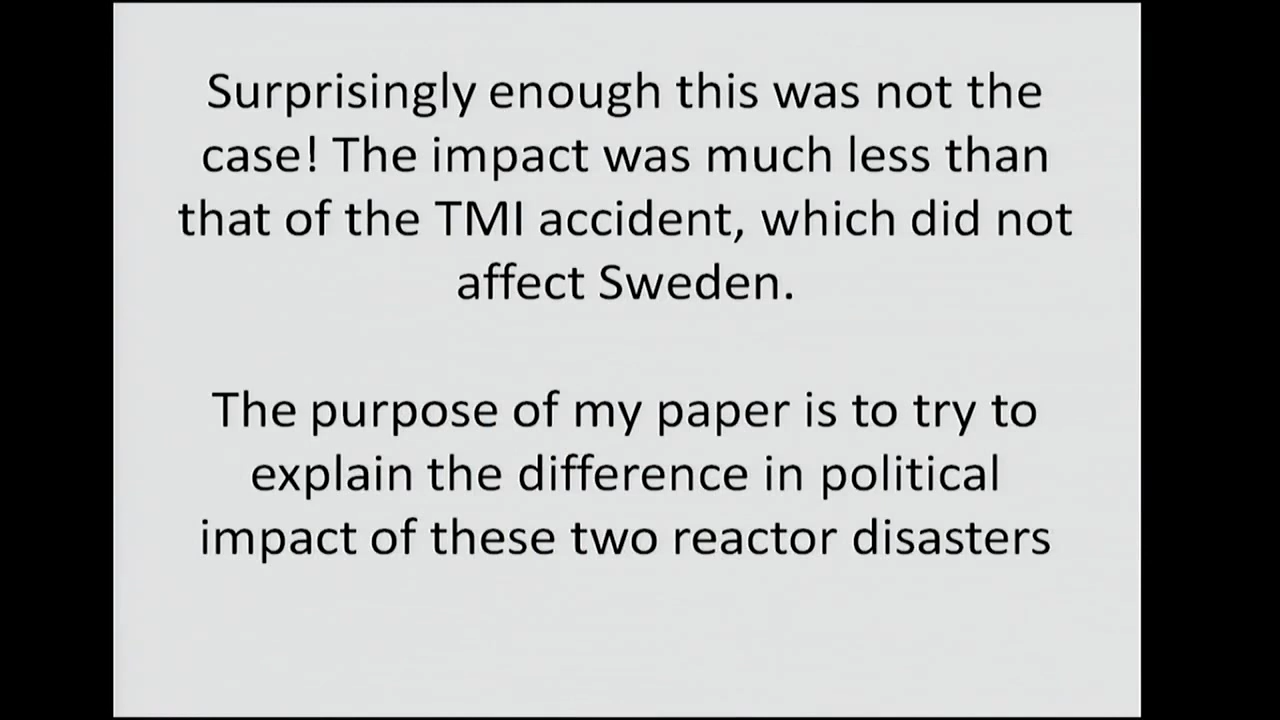 Surprisingly enough this was not the
case! The impact was much less than
that of the TMI accident, which did not
affect Sweden.
The purpose of my paper is to try to
explain the difference in political
impact of these two reactor disasters